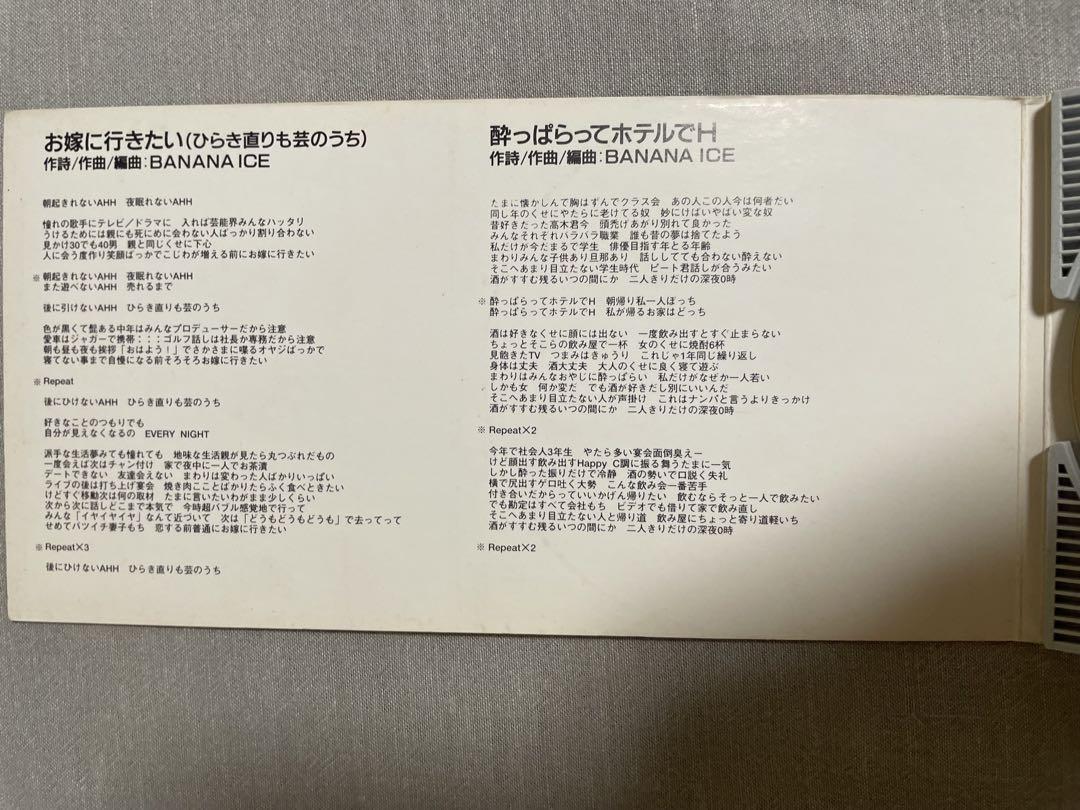 お嫁に行きたい(ひらき直りも芸のうち)
作詩/作曲/編曲:BANANA ICE
朝起きれないAHH 夜眠れないAHH
憧れの歌手にテレビ/ドラマに 入れば芸能界みんなハッタリ
うけるためには親にも死にめに会わない人ばっかり割り合わない
見かけ30でも40男 親と同じくせに下心
人に会う度作り笑顔ばっかでこじわが増える前にお嫁に行きたい
※朝起きれないAHH 夜眠れないAHH
また遊べないAHH 売れるまで
後に引けないAHH ひらき直りも芸のうち
色が黒くて髭ある中年はみんなプロデューサーだから注意
愛車はジャガーで携帯:::ゴルフ話しは社長か専務だから注意
朝も昼も夜も挨拶「おはよう!」でさかさまに喋るオヤジばっかで
寝てない事まで自慢になる前そろそろお嫁に行きたい
※Repeat
後にひけないAHH ひらき直りも芸のうち
好きなことのつもりでも
自分が見えなくなるの EVERY NIGHT
派手な生活夢みても憧れても 地味な生活親が見たら丸つぶれだもの
一度会えば次はチャン付け 家で夜中に一人でお茶漬
デートできない 友達会えない まわりは変わった人ばかりいっぱい
ライブの後は打ち上げ宴会 焼き肉こことばかりたらふく食べときたい
けどすぐ移動次は何の取材 たまに言いたいわがまま少しくらい
次から次に話しどこまで本気で 今時超バブル感覚地で行って
みんな「イヤイヤイヤ」なんて近づいて 次は「どうもどうもどうも」で去ってって
せめてバツイチ妻子もち 恋する前普通にお嫁に行きたい
※Repeat×3
後にひけないAHH ひらき直りも芸のうち
酔っぱらってホテルでH
作詩/作曲/編曲:BANANA ICE
たまに懐かしんで胸はずんでクラス会 あの人この人今は何者だい
同し年のくせにやたらに老けてる奴 妙にけばいやばい変な奴
昔好きだった高木君今 頭禿げあがり別れて良かった
みんなそれぞれバラバラ職業 誰も昔の夢は捨てたよう
私だけが今だまるで学生 俳優目指す年とる年齢
まわりみんな子供あり旦那あり 話ししてても合わない酔えない
そこへあまり目立たない学生時代 ビート君話しが合うみたい
酒がすすむ残るいつの間にか 二人きりだけの深夜0時
※酔っぱらってホテルでH 朝帰り私一人ぼっち
酔っぱらってホテルでH 私が帰るお家はどっち
酒は好きなくせに顔には出ない 一度飲み出すとすぐ止まらない
ちょっとそこらの飲み屋で一杯 女のくせに焼酎6杯
見飽きたTV つまみはきゅうり これじゃ1年同じ繰り返し
身体は丈夫 酒大丈夫 大人のくせに良く寝て遊ぶ
まわりはみんなおやじに酔っぱらい 私だけがなぜか一人若い
しかも女 何か変だ でも酒が好きだし別にいいんだ
そこへあまり目立たない人が声掛け これはナンパと言うよりきっかけ
酒がすすむ残るいつの間にか 二人きりだけの深夜0時
※Repeat×2
今年で社会人3年生 やたら多い宴会面倒臭えー
けど顔出す飲み出すHappy C調に振る舞うたまに一気
しかし酔った振りだけで冷静 酒の勢いで口説く失礼
横で尻出すゲロ吐く大勢 こんな飲み会一番苦手
付き合いだからっていいかげん帰りたい 飲むならそっと一人で飲みたい
でも勘定はすべて会社もち ビデオでも借りて家で飲み直し
そこへあまり目立たない人と帰り道 飲み屋にちょっと寄り道軽いち
酒がすすむ残るいつの間にか 二人きりだけの深夜0時
※Repeat×2